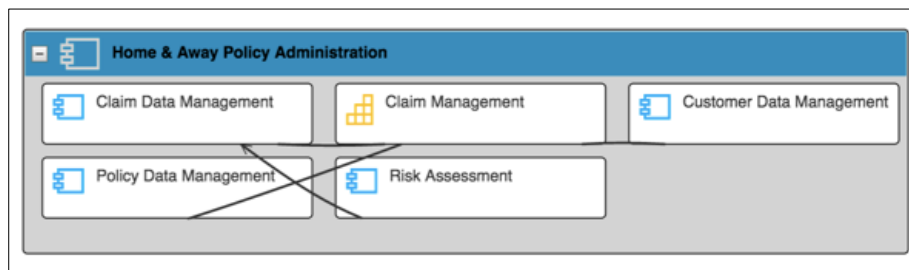 Home & Away Policy Administration
Claim Data Management
Claim Management
Customer Data Management
Policy Data Management
Risk Assessment